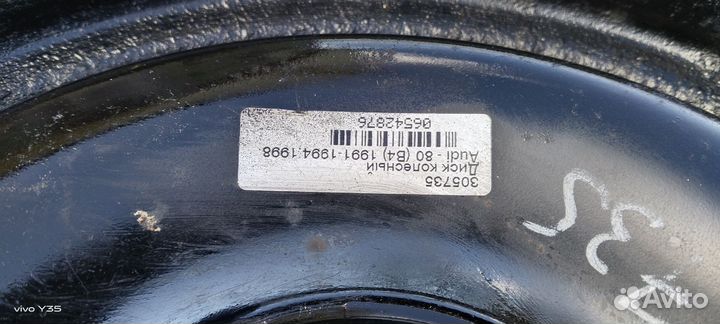 305735
Диск колесный
Audi - 80 (B4) 1991-1994.1998
06542876
vivo Y35
Avito